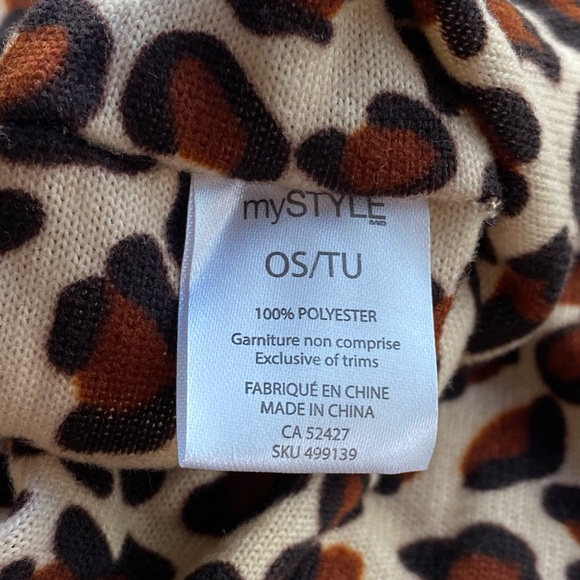 mySTYLE
OS/TU
100% POLYESTER
Garniture non comprise
Exclusive of trims
FABRIQUÉ EN CHINE
MADE IN CHINA
CA 52427
SKU 499139